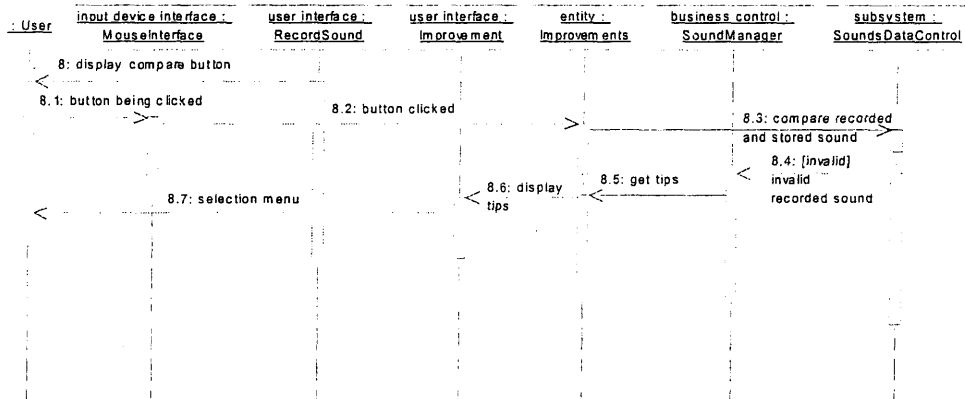 : User
input device interface :
MouseInterface
user interface :
RecordSound
user interface :
Improvement
entity :
Improvements
business control :
SoundManager
subsystem :
SoundsDataControl
8: display compare button
8.1: button being clicked
8.2: button clicked
8.3: compare recorded
and stored sound
8.4: [invalid]
invalid
recorded sound
8.5: get tips
8.6: display
tips
8.7: selection menu